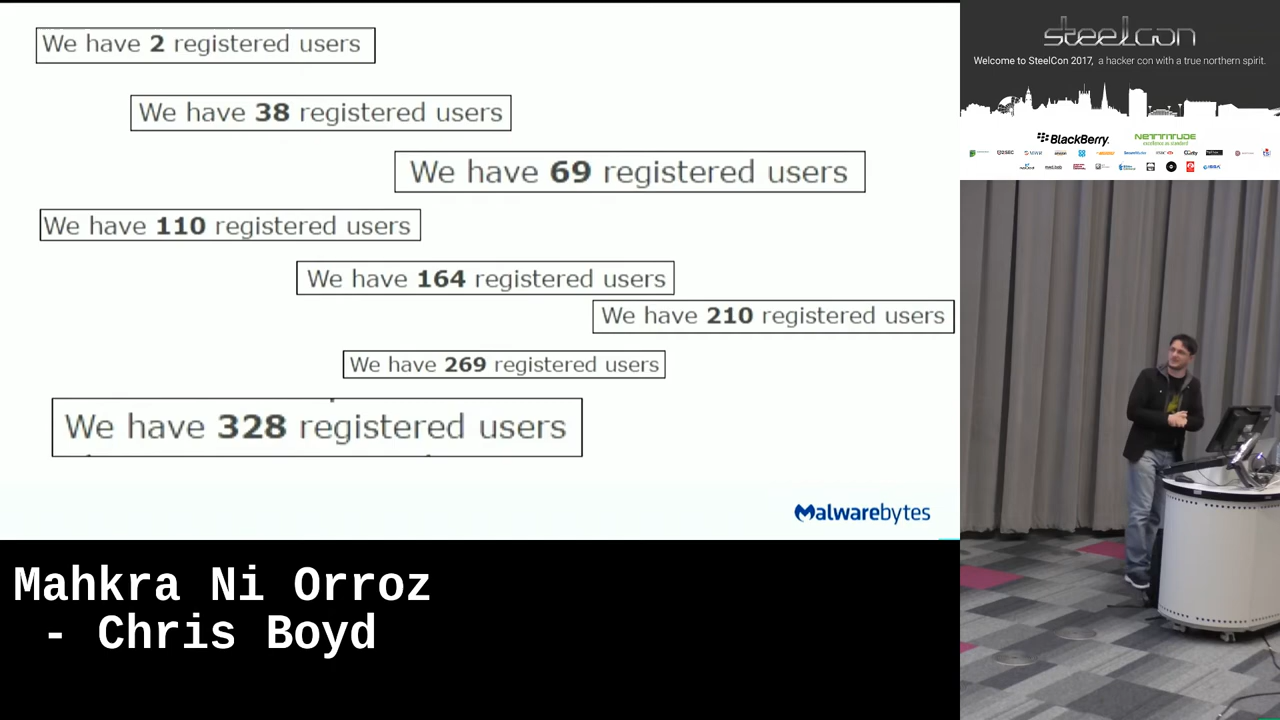 We have 2 registered users
We have 38 registered users
We have 69 registered users
We have 110 registered users
We have 164 registered users
We have 210 registered users
We have 269 registered users
We have 328 registered users
Malwarebytes
Mahkra Ni Orroz
- Chris Boyd
steelcon
Welcome to SteelCon 2017, a hacker con with a true northern spirit.
BlackBerry
NETTITUDE